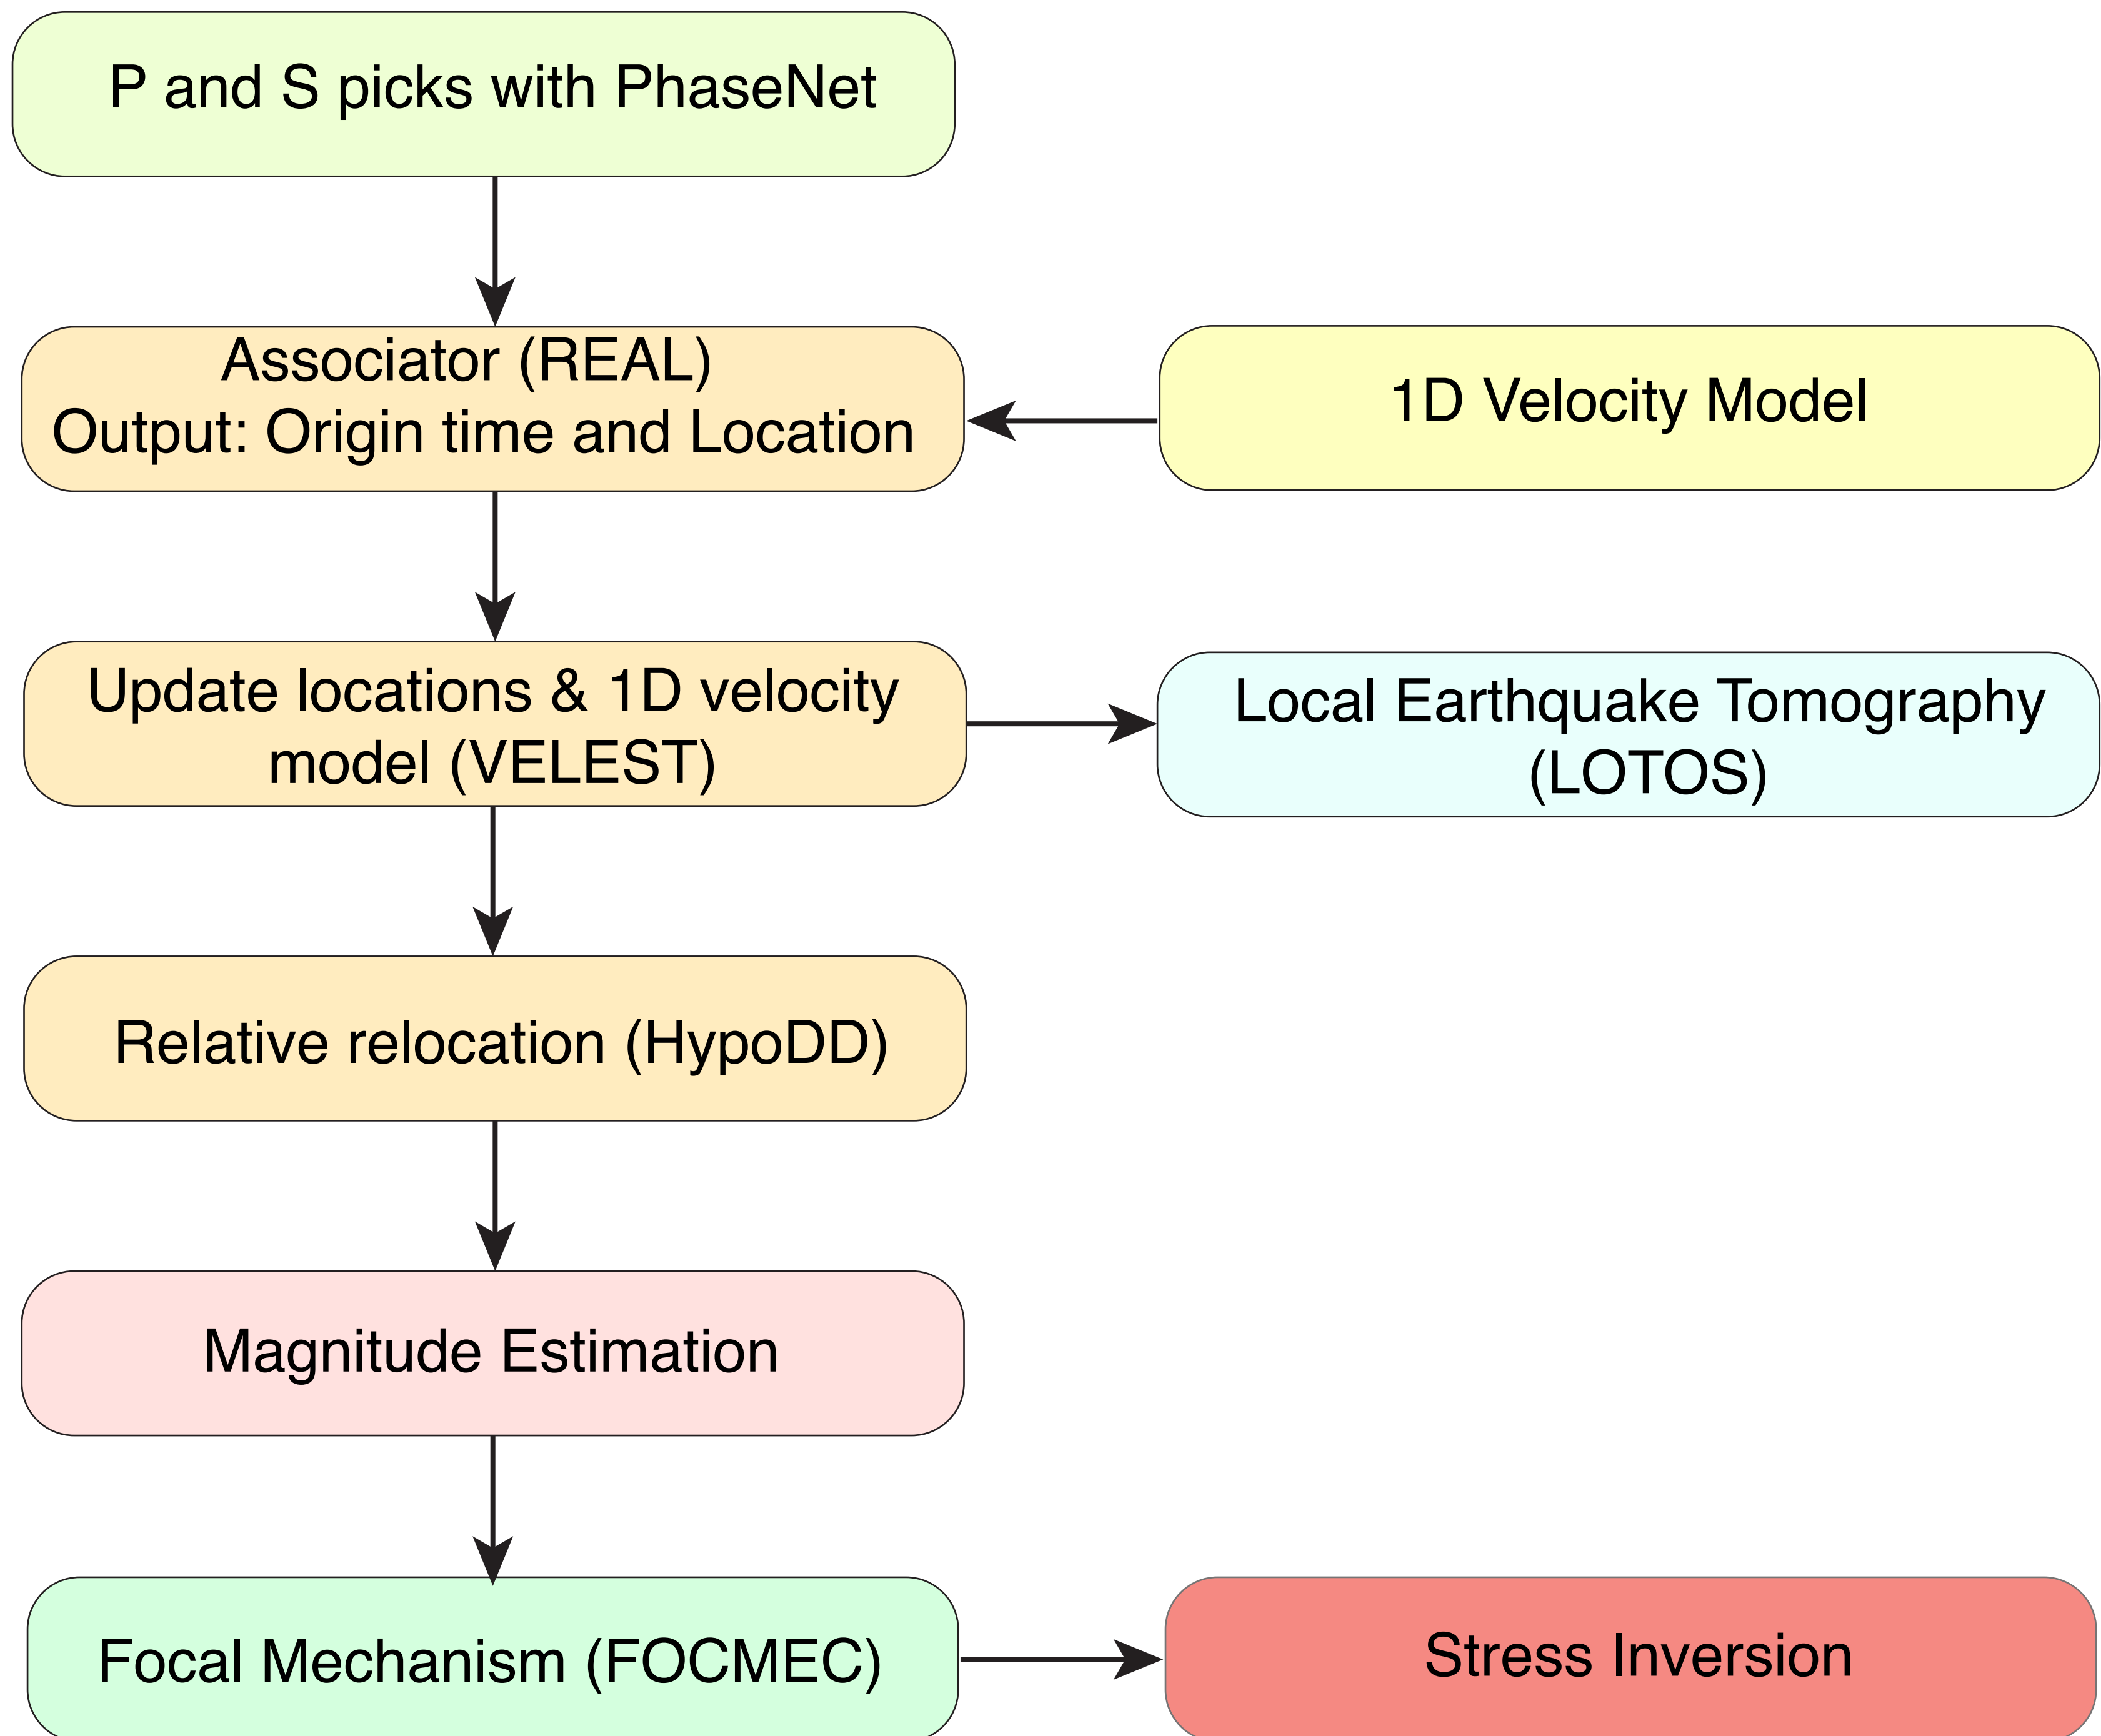 P and S picks with PhaseNet
Associator (REAL)
Output: Origin time and Location
1D Velocity Model
Update locations & 1D velocity
model (VELEST)
Local Earthquake Tomography
(LOTOS)
Relative relocation (HypoDD)
Magnitude Estimation
Focal Mechanism (FOCMEC)
Stress Inversion